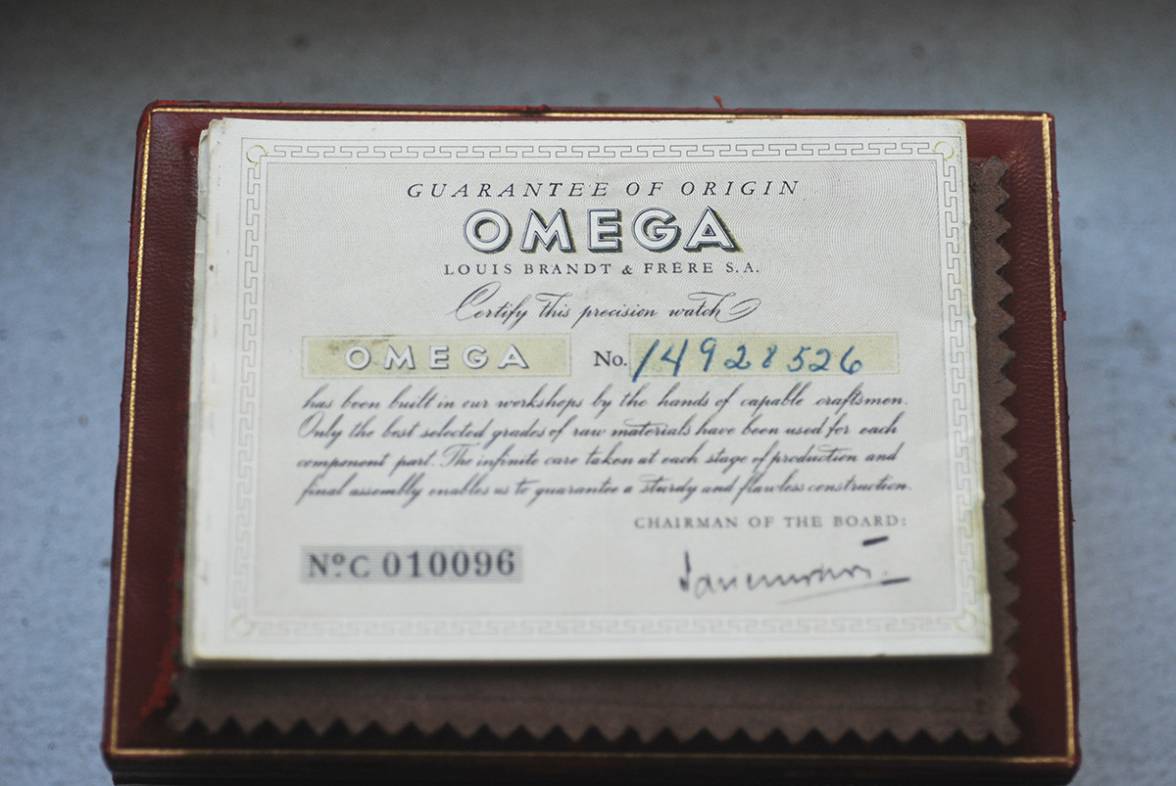 GUARANTEE OF ORIGIN
OMEGA
LOUIS BRANDT & FRÈRE S.A.
Certify this precision watch
OMEGA No. 14928526
has been built in our workshops by the hands of capable craftsmen.
Only the best selected grades of raw materials have been used for each
component part. The infinite care taken at each stage of production and
final assembly enables us to guarantee a sturdy and flawless construction.
CHAIRMAN OF THE BOARD:
NºC 010096